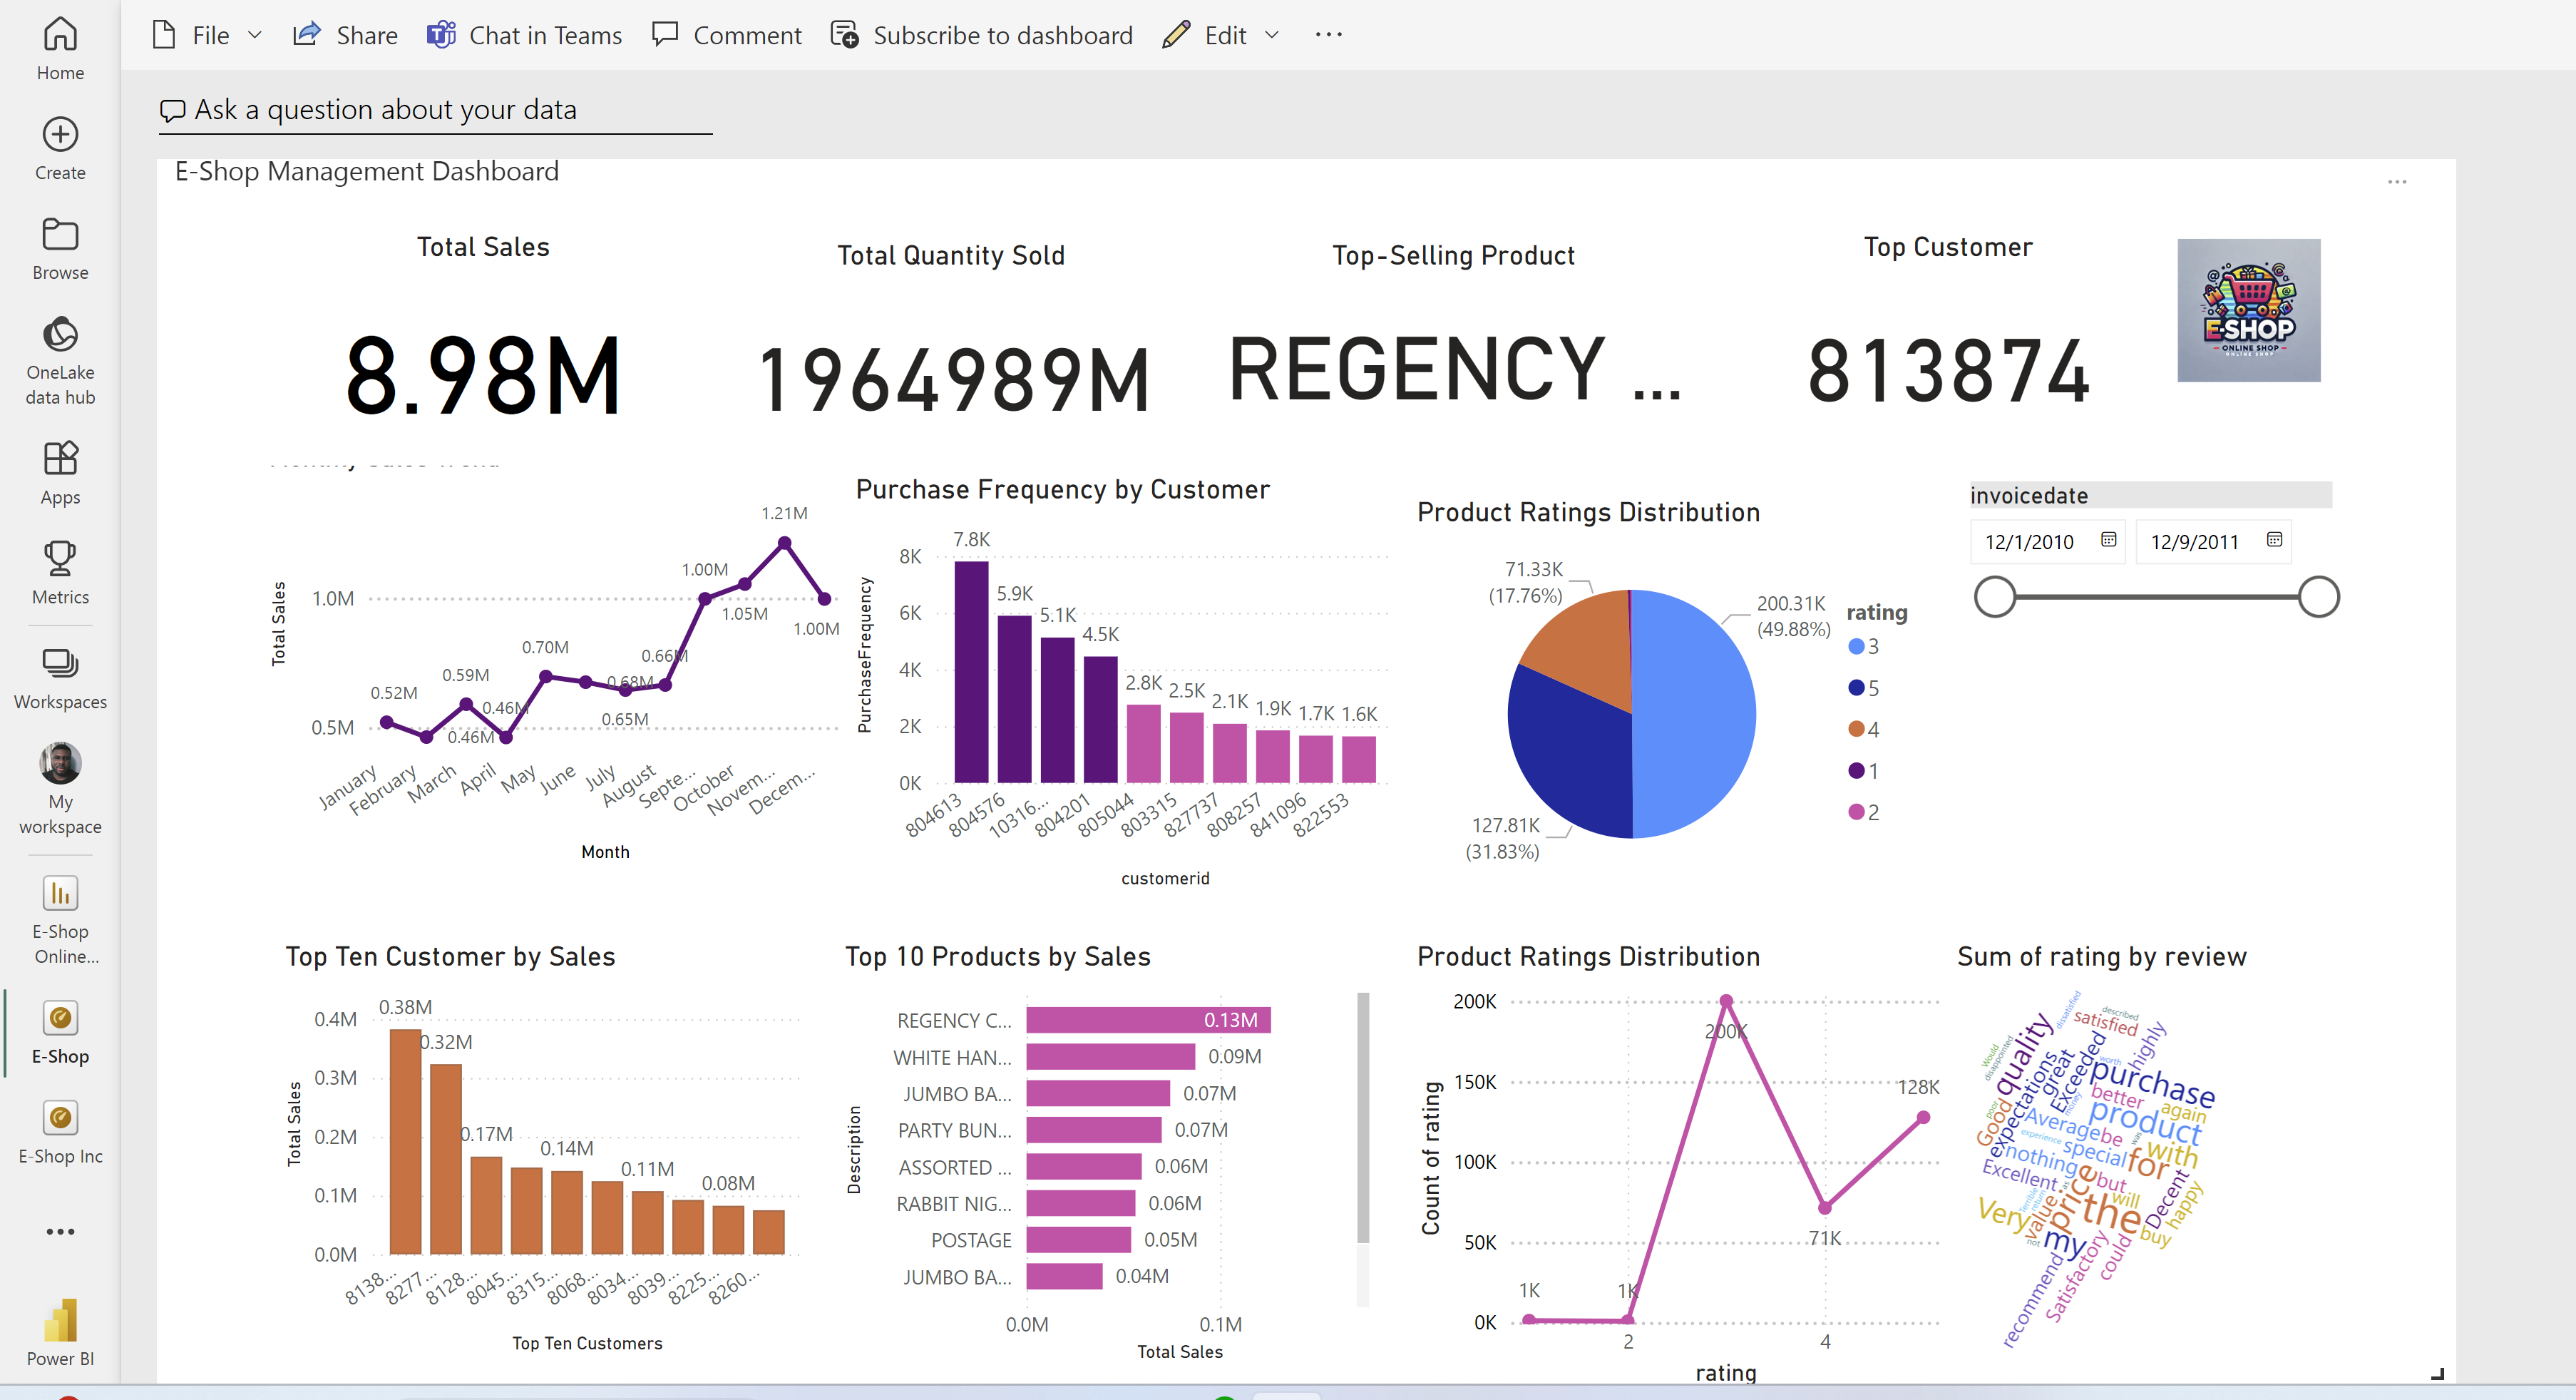 Home
Create
Browse
OneLake
data hub
Apps
Metrics
Workspaces
My
workspace
E-Shop
Online...
E-Shop
E-Shop Inc
Power BI
File
Share
Chat in Teams
Comment
Subscribe to dashboard
Edit
Ask a question about your data
E-Shop Management Dashboard
Total Sales
8.98M
Total Quantity Sold
1964989M
Top-Selling Product
REGENCY ...
Top Customer
813874
E-SHOP
ONLINE SHOP
Total Sales
1.0M
0.5M
0.52M
0.46M
0.59M
0.46M
0.70M
0.68M
0.65M
0.66M
1.00M
1.05M
1.21M
1.00M
January
February
March
April
May
June
July
August
Septe...
October
Novem...
Decem...
Month
Purchase Frequency by Customer
PurchaseFrequency
8K
6K
4K
2K
0K
7.8K
5.9K
5.1K
4.5K
2.8K
2.5K
2.1K
1.9K
1.7K
1.6K
804613
804576
10316...
804201
805044
803315
827737
808257
841096
822553
customerid
Product Ratings Distribution
71.33K
(17.76%)
200.31K
(49.88%)
127.81K
(31.83%)
rating
3
5
4
1
2
invoicedate
12/1/2010
12/9/2011
Top Ten Customer by Sales
Total Sales
0.4M
0.3M
0.2M
0.1M
0.0M
0.38M
0.32M
0.17M
0.14M
0.11M
0.08M
8138...
8277...
8128...
8045...
8315...
8068...
8034...
8039...
8225...
8260...
Top Ten Customers
Top 10 Products by Sales
Description
REGENCY C...
0.13M
WHITE HAN...
0.09M
JUMBO BA...
0.07M
PARTY BUN...
0.07M
ASSORTED ...
0.06M
RABBIT NIG...
0.06M
POSTAGE
0.05M
JUMBO BA...
0.04M
0.0M
0.1M
Total Sales
Product Ratings Distribution
Count of rating
200K
150K
100K
50K
0K
1K
1K
200K
71K
128K
2
4
rating
Sum of rating by review
dissatisfied
described
satisfied
highly
Would
disappointed
quality
great
Exceeded
worth
expectations
purchase
better
again
money
poor
Good
product
Average
be
was
experience
special
with
nothing
for
Excellent
but
as
price
will
Decent
happy
Terrible
return
Very
value
the
not
my
buy
could
Satisfactory
recommend